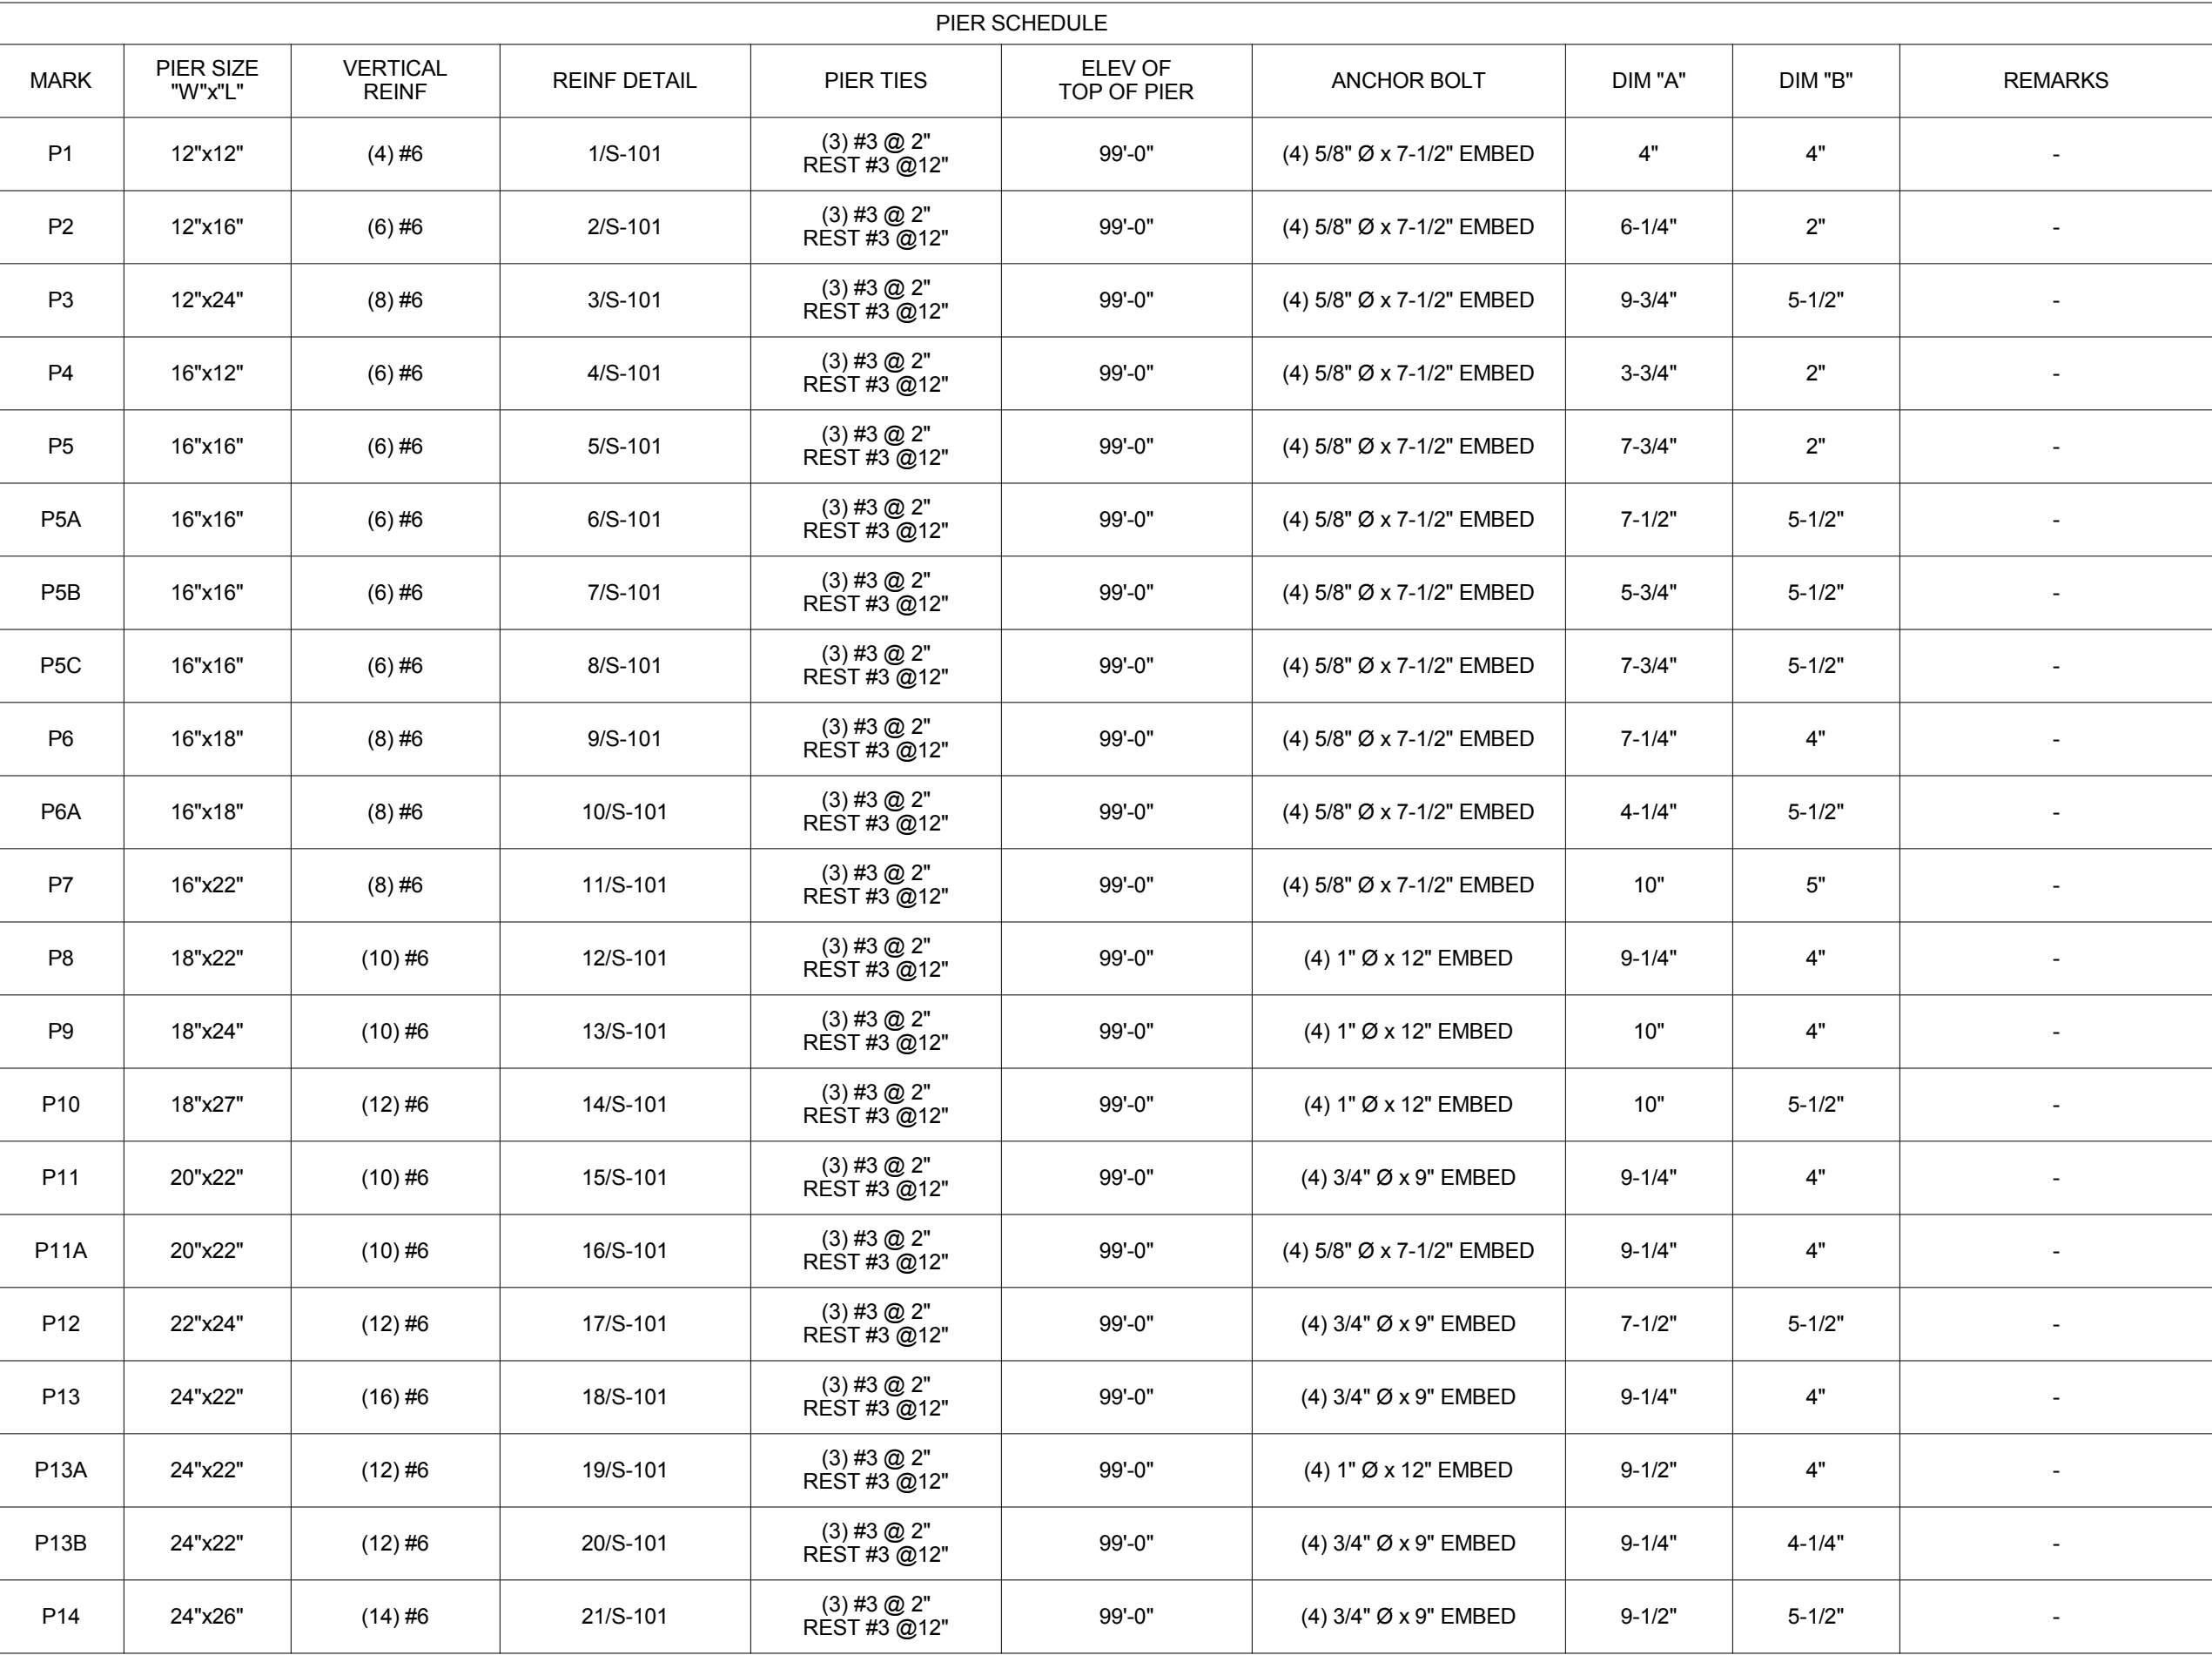 PIER SCHEDULE
MARK PIER SIZE "W"x"L" VERTICAL REINF REINF DETAIL PIER TIES ELEV OF TOP OF PIER ANCHOR BOLT DIM "A" DIM "B" REMARKS
P1 12"x12" (4) #6 1/S-101 (3) #3 @ 2" REST #3 @12" 99'-0" (4) 5/8" Ø x 7-1/2" EMBED 4" 4" -
P2 12"x16" (6) #6 2/S-101 (3) #3 @ 2" REST #3 @12" 99'-0" (4) 5/8" Ø x 7-1/2" EMBED 6-1/4" 2" -
P3 12"x24" (8) #6 3/S-101 (3) #3 @ 2" REST #3 @12" 99'-0" (4) 5/8" Ø x 7-1/2" EMBED 9-3/4" 5-1/2" -
P4 16"x12" (6) #6 4/S-101 (3) #3 @ 2" REST #3 @12" 99'-0" (4) 5/8" Ø x 7-1/2" EMBED 3-3/4" 2" -
P5 16"x16" (6) #6 5/S-101 (3) #3 @ 2" REST #3 @12" 99'-0" (4) 5/8" Ø x 7-1/2" EMBED 7-3/4" 2" -
P5A 16"x16" (6) #6 6/S-101 (3) #3 @ 2" REST #3 @12" 99'-0" (4) 5/8" Ø x 7-1/2" EMBED 7-1/2" 5-1/2" -
P5B 16"x16" (6) #6 7/S-101 (3) #3 @ 2" REST #3 @12" 99'-0" (4) 5/8" Ø x 7-1/2" EMBED 5-3/4" 5-1/2" -
P5C 16"x16" (6) #6 8/S-101 (3) #3 @ 2" REST #3 @12" 99'-0" (4) 5/8" Ø x 7-1/2" EMBED 7-3/4" 5-1/2" -
P6 16"x18" (8) #6 9/S-101 (3) #3 @ 2" REST #3 @12" 99'-0" (4) 5/8" Ø x 7-1/2" EMBED 7-1/4" 4" -
P6A 16"x18" (8) #6 10/S-101 (3) #3 @ 2" REST #3 @12" 99'-0" (4) 5/8" Ø x 7-1/2" EMBED 4-1/4" 5-1/2" -
P7 16"x22" (8) #6 11/S-101 (3) #3 @ 2" REST #3 @12" 99'-0" (4) 5/8" Ø x 7-1/2" EMBED 10" 5" -
P8 18"x22" (10) #6 12/S-101 (3) #3 @ 2" REST #3 @12" 99'-0" (4) 1" Ø x 12" EMBED 9-1/4" 4" -
P9 18"x24" (10) #6 13/S-101 (3) #3 @ 2" REST #3 @12" 99'-0" (4) 1" Ø x 12" EMBED 10" 4" -
P10 18"x27" (12) #6 14/S-101 (3) #3 @ 2" REST #3 @12" 99'-0" (4) 1" Ø x 12" EMBED 10" 5-1/2" -
P11 20"x22" (10) #6 15/S-101 (3) #3 @ 2" REST #3 @12" 99'-0" (4) 3/4" Ø x 9" EMBED 9-1/4" 4" -
P11A 20"x22" (10) #6 16/S-101 (3) #3 @ 2" REST #3 @12" 99'-0" (4) 5/8" Ø x 7-1/2" EMBED 9-1/4" 4" -
P12 22"x24" (12) #6 17/S-101 (3) #3 @ 2" REST #3 @12" 99'-0" (4) 3/4" Ø x 9" EMBED 7-1/2" 5-1/2" -
P13 24"x22" (16) #6 18/S-101 (3) #3 @ 2" REST #3 @12" 99'-0" (4) 3/4" Ø x 9" EMBED 9-1/4" 4" -
P13A 24"x22" (12) #6 19/S-101 (3) #3 @ 2" REST #3 @12" 99'-0" (4) 1" Ø x 12" EMBED 9-1/2" 4" -
P13B 24"x22" (12) #6 20/S-101 (3) #3 @ 2" REST #3 @12" 99'-0" (4) 3/4" Ø x 9" EMBED 9-1/4" 4-1/4" -
P14 24"x26" (14) #6 21/S-101 (3) #3 @ 2" REST #3 @12" 99'-0" (4) 3/4" Ø x 9" EMBED 9-1/2" 5-1/2" -